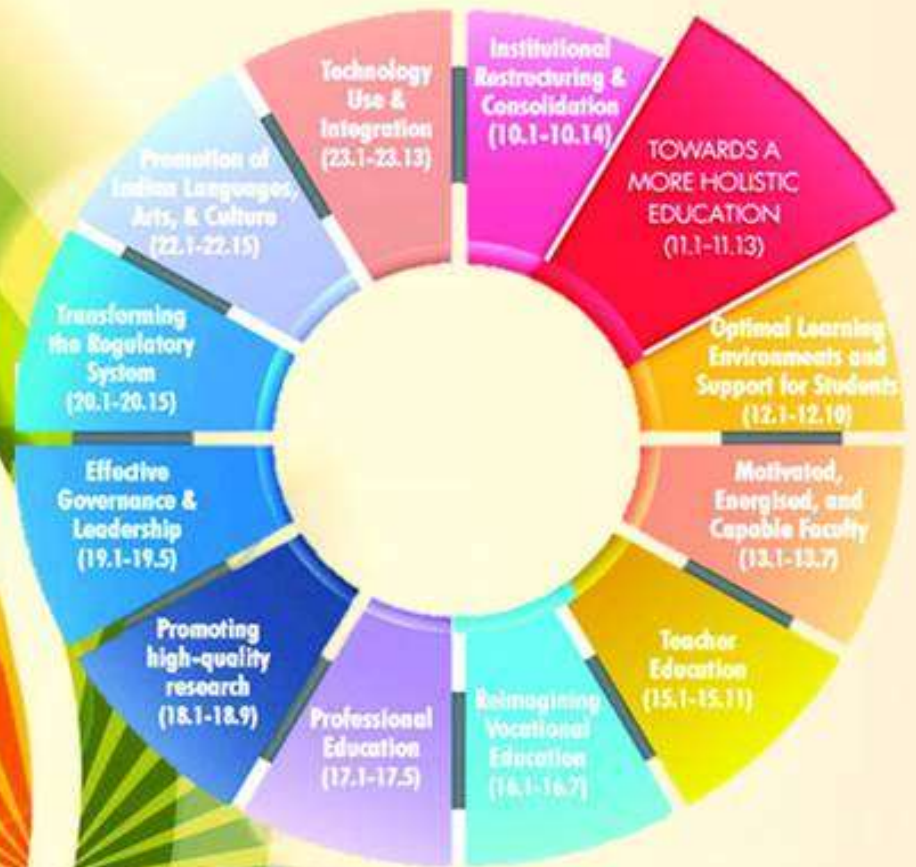 Institutional
Restructuring &
Consolidation
(10.1-10.14)
TOWARDS A
MORE HOLISTIC
EDUCATION
(11.1-11.13)
Optimal Learning
Environments and
Support for Students
(12.1-12.10)
Motivated,
Energised, and
Capable Faculty
(13.1-13.7)
Teacher
Education
(15.1-15.11)
Reimagining
Vocational
Education
(16.1-16.7)
Professional
Education
(17.1-17.5)
Promoting
high-quality
research
(18.1-18.9)
Effective
Governance &
Leadership
(19.1-19.5)
Transforming
the Regulatory
System
(20.1-20.15)
Promotion of
Indian Languages,
Arts, & Culture
(22.1-22.15)
Technology
Use &
Integration
(23.1-23.13)